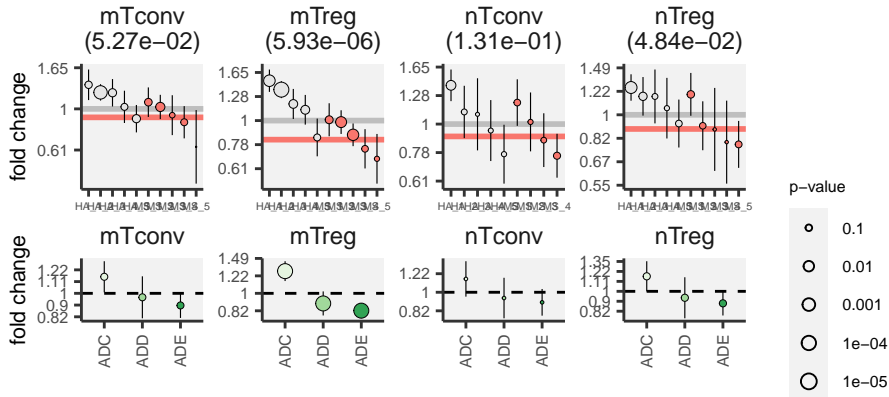 mTconv
(5.27e−02)
mTreg
(5.93e−06)
nTconv
(1.31e−01)
nTreg
(4.84e−02)
fold change
1.65
1
0.61
1.65
1.28
1
0.78
0.61
1.65
1.28
1
0.78
0.61
1.49
1.22
1
0.82
0.67
0.55
mTconv
mTreg
nTconv
nTreg
fold change
1.22
1.11
1
0.9
0.82
1.49
1.22
1
0.82
1.22
1
0.82
1.35
1.22
1.11
1
0.9
0.82
ADC
ADD
ADE
ADC
ADD
ADE
ADC
ADD
ADE
ADC
ADD
ADE
p−value
0.1
0.01
0.001
1e−04
1e−05